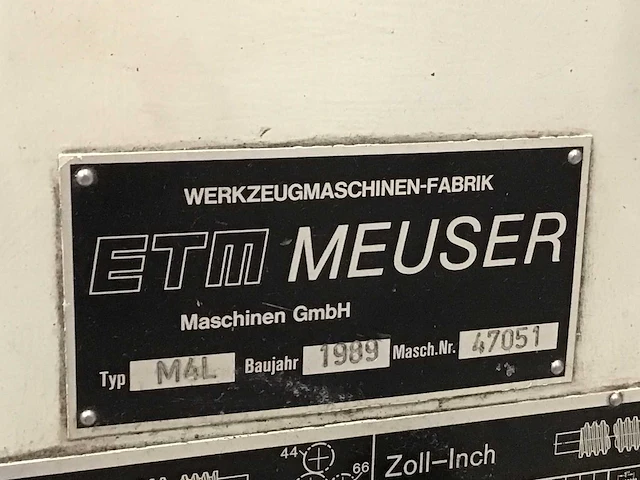 WERKZEUGMASCHINEN-FABRIK
ETM MEUSER
Maschinen GmbH
Typ M4L Baujahr 1989 Masch.Nr. 47051
44
66
Zoll-Inch